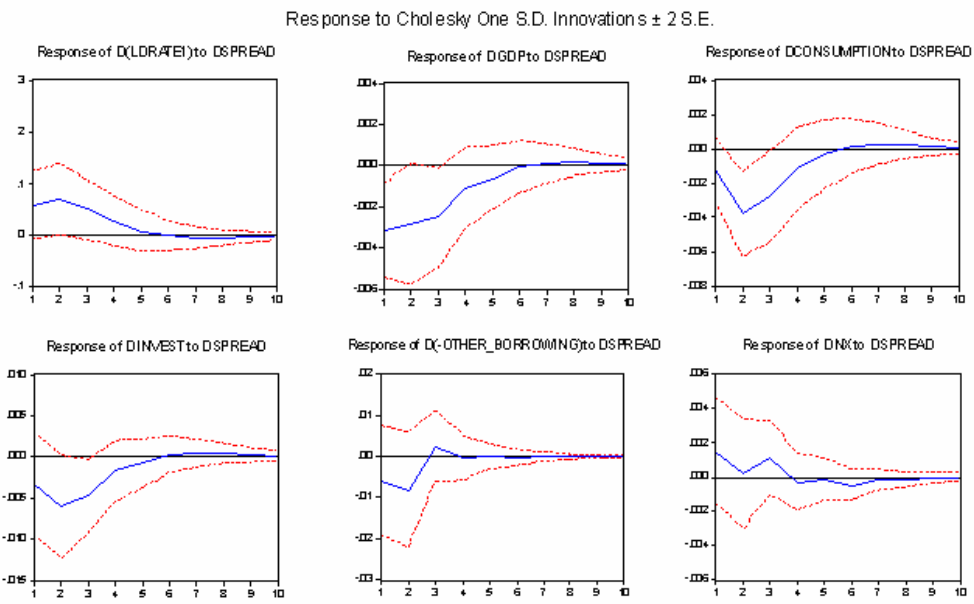 Response to Cholesky One S.D. Innovations ± 2 S.E.
Response of D(LDRATE1) to DSPREAD
.3
.2
.1
.0
-.1
1 2 3 4 5 6 7 8 9 10
Response of DGDP to DSPREAD
.004
.002
.000
-.002
-.004
-.006
1 2 3 4 5 6 7 8 9 10
Response of DCONSUMPTION to DSPREAD
.004
.002
.000
-.002
-.004
-.006
-.008
1 2 3 4 5 6 7 8 9 10
Response of DINVEST to DSPREAD
.010
.005
.000
-.005
-.010
-.015
1 2 3 4 5 6 7 8 9 10
Response of D(-OTHER_BORROWING) to DSPREAD
.02
.01
.00
-.01
-.02
-.03
1 2 3 4 5 6 7 8 9 10
Response of DNX to DSPREAD
.006
.004
.002
.000
-.002
-.004
-.006
1 2 3 4 5 6 7 8 9 10